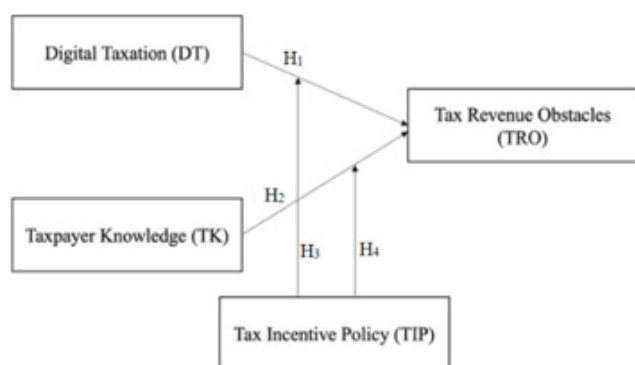 Digital Taxation (DT)
H1
Tax Revenue Obstacles
(TRO)
H2
Taxpayer Knowledge (TK)
H3
H4
Tax Incentive Policy (TIP)